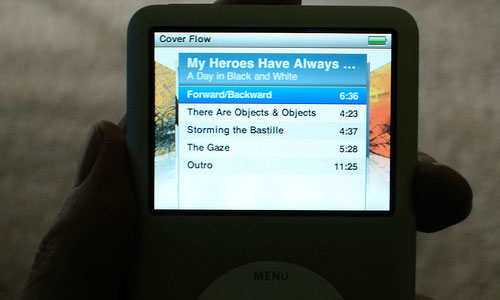 Cover Flow
My Heroes Have Always ...
A Day in Black and White
Forward/Backward 6:36
There Are Objects & Objects 4:23
Storming the Bastille 4:37
The Gaze 5:28
Outro 11:25
MENU